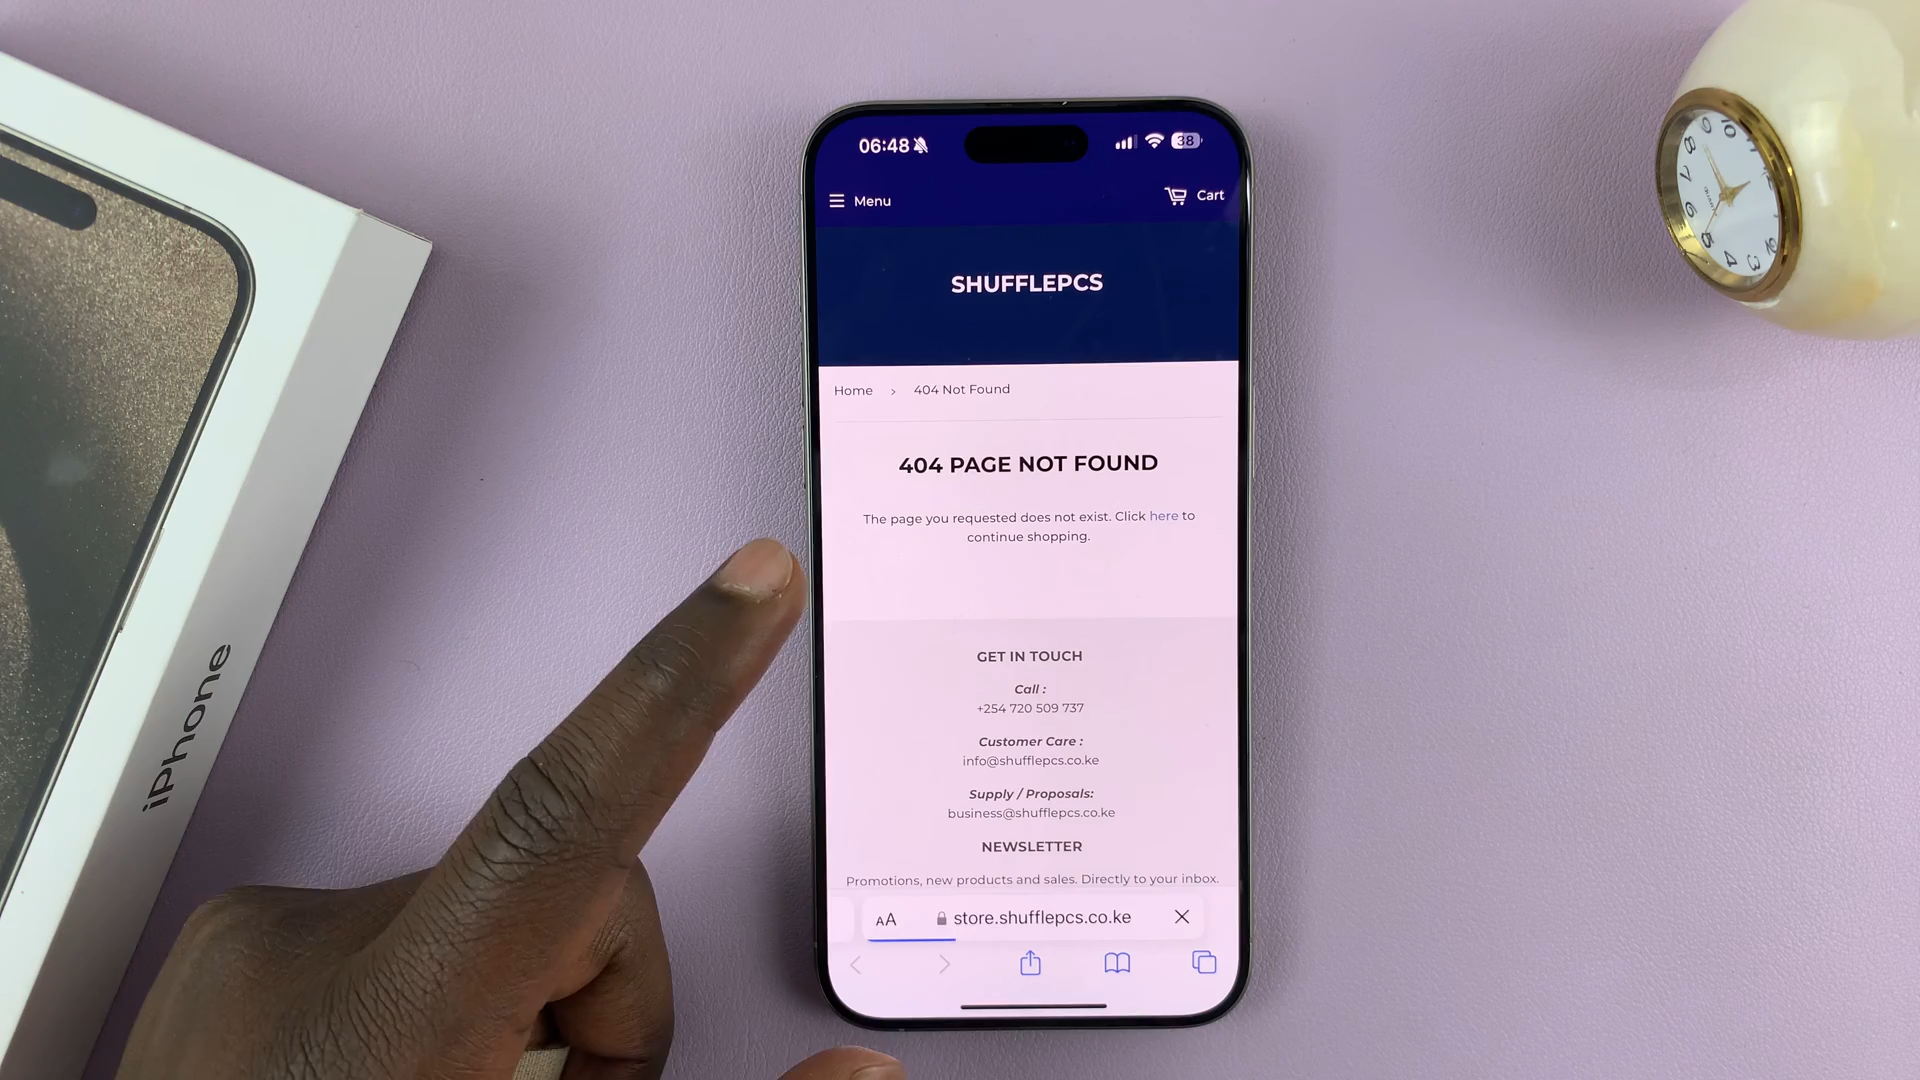 iPhone
06:48
38
Menu
Cart
SHUFFLEPCS
Home > 404 Not Found
404 PAGE NOT FOUND
The page you requested does not exist. Click here to
continue shopping.
GET IN TOUCH
Call :
+254 720 509 737
Customer Care :
info@shufflepcs.co.ke
Supply / Proposals:
business@shufflepcs.co.ke
NEWSLETTER
Promotions, new products and sales. Directly to your inbox.
AA store.shufflepcs.co.ke